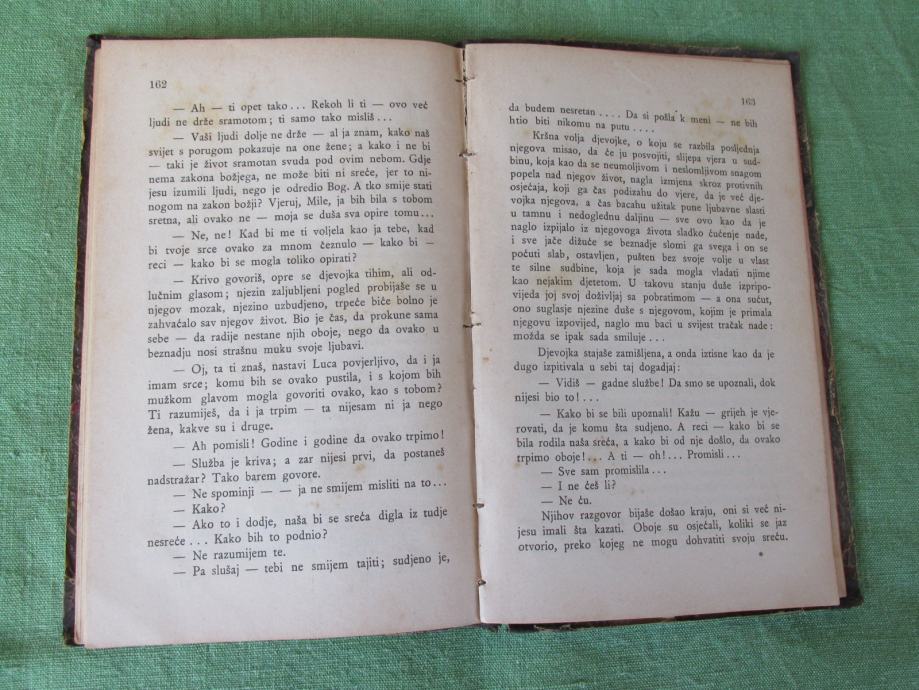 162
— Ah — ti opet tako... Rekoh li ti — ovo već
ljudi ne drže sramotom; ti samo tako misliš...
— Vaši ljudi dolje ne drže — al ja znam, kako naš
svijet s porugom pokazuje na one žene; a kako i ne bi
— taki je život sramotan svuda pod ovim nebom. Gdje
nema zakona božjega, ne može biti ni sreće, jer to ni-
jesu izumili ljudi, nego je odredio Bog. A tko smije stati
nogom na zakon božji? Vjeruj, Mile, ja bih bila s tobom
sretna, ali ovako ne — moja se duša sva opire tomu...
— Ne, ne! Kad bi me ti voljela kao ja tebe, kad
bi tvoje srce ovako za mnom čeznulo — kako bi —
reci — kako bi se mogla toliko opirati?
— Krivo govoriš, opre se djevojka tihim, ali od-
lučnim glasom; njezin zaljubljeni pogled probijaše se u
njegov mozak, njezino uzbudjeno, trpeće biće bolno je
zahvaćalo sav njegov život. Bio je čas, da prokune sama
sebe — da radije nestane njih oboje, nego da ovako u
beznadju nosi strašnu muku svoje ljubavi.
— Oj, ta ti znaš, nastavi Luca povjerljivo, da i ja
imam srce; komu bih se ovako pustila, i s kojom bih
mužkom glavom mogla govoriti ovako, kao s tobom?
Ti razumiješ, da i ja trpim — ta nijesam ni ja nego
žena, kakve su i druge.
— Ah pomisli! Godine i godine da ovako trpimo!
— Služba je kriva; a zar nijesi prvi, da postaneš
nadstražar? Tako barem govore.
— Ne spominji — — ja ne smijem misliti na to...
— Kako?
— Ako to i dodje, naša bi se sreća digla iz tudje
nesreće... Kako bih to podnio?
— Ne razumijem te.
— Pa slušaj — tebi ne smijem tajiti; sudjeno je,
163
da budem nesretan.... Da si pošla k meni — ne bih
htio biti nikomu na putu....
Kršna volja djevojke, o koju se razbila posljednja
njegova misao, da će ju posvojiti, slijepa vjera u sud-
binu, koja kao da se neumoljivom i neslomljivom snagom
popela nad njegov život, nagla izmjena skroz protivnih
osjećaja, koji ga čas podizahu do vjere, da je već dje-
vojka njegova, a čas bacahu užitak pune ljubavne slasti
u tamnu i nedoglednu daljinu — sve ovo kao da je
naglo izpijalo iz njegovoga života sladko ćućenje nade,
i sve jače dižuće se beznadje slomi ga svega i on se
počuti slab, ostavljen, pušten bez svoje volje u vlast
te silne sudbine, koja je sada mogla vladati njime
kao nejakim djetetom. U takovu stanju duše izpripo-
vijeda joj svoj doživljaj sa pobratimom — a ona sućut,
ono suglasje njezine duše s njegovom, kojim je primala
njegovu izpovijed, naglo mu baci u svijest tračak nade:
možda se ipak sada smiluje...
Djevojka stajaše zamišljena, a onda iztisne kao da je
dugo izpitivala u sebi taj dogadjaj:
— Vidiš — gadne službe! Da smo se upoznali, dok
nijesi bio to!...
— Kako bi se bili upoznali! Kažu — grijeh je vje-
rovati, da je komu šta sudjeno. A reci — kako bi se
bila rodila naša sreća, a kako bi od nje došlo, da ovako
trpimo oboje!... A ti — oh!... Promisli...
— Sve sam promislila...
— I ne ćeš li?
— Ne ću.
Njihov razgovor bijaše došao kraju, oni si već ni-
jesu imali šta kazati. Oboje su osjećali, koliki se jaz
otvorio, preko kojeg ne mogu dohvatiti svoju sreću.
*